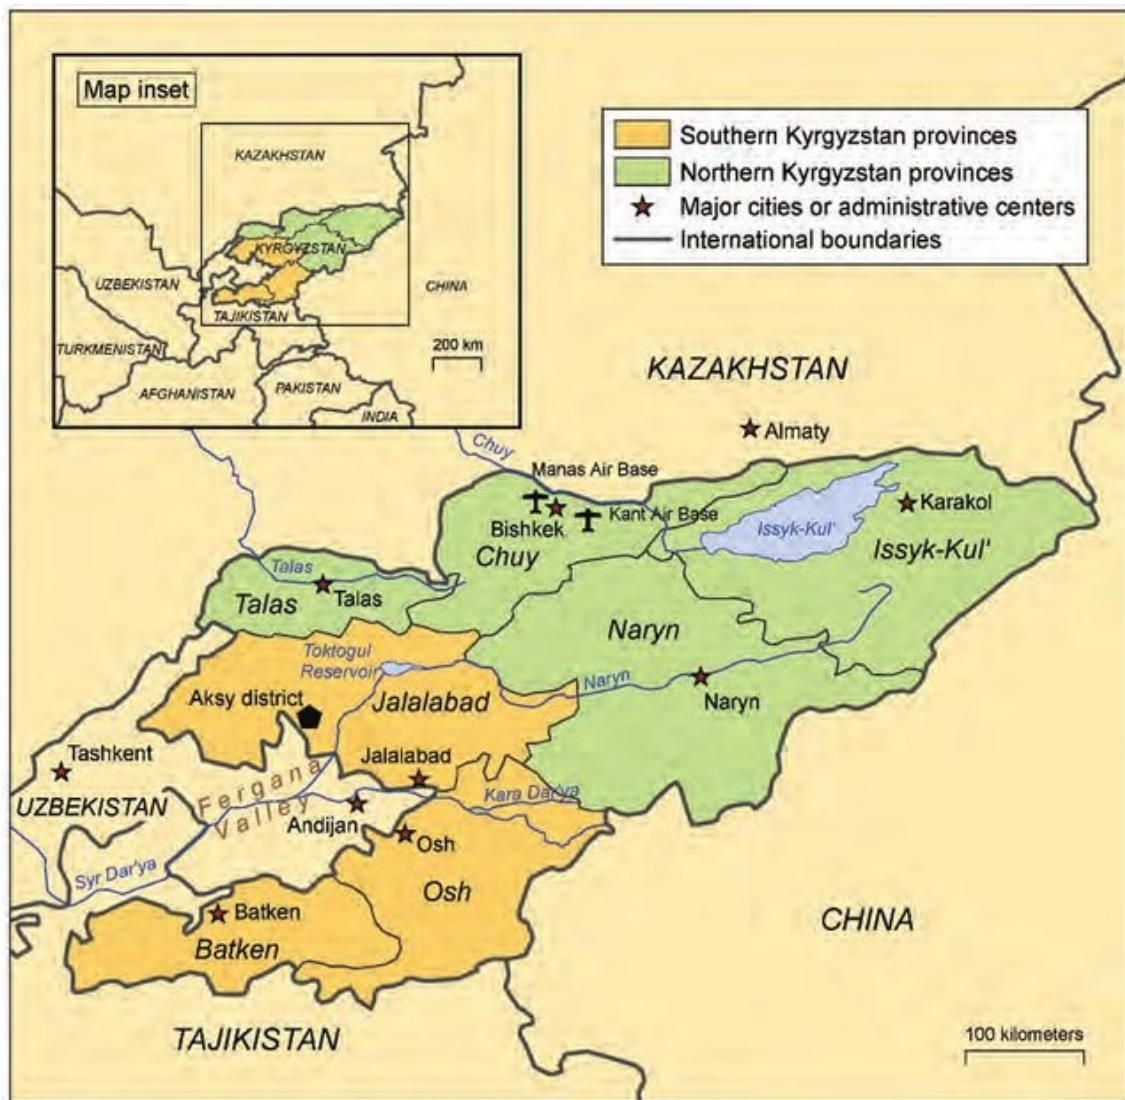 Map inset
KAZAKHSTAN
KYRGYZSTAN
UZBEKISTAN
CHINA
TAJIKISTAN
TURKMENISTAN
200 km
AFGHANISTAN
PAKISTAN
INDIA
Southern Kyrgyzstan provinces
Northern Kyrgyzstan provinces
Major cities or administrative centers
International boundaries
KAZAKHSTAN
Almaty
Chuy
Manas Air Base
Karakol
Bishkek
Kant Air Base
Issyk-Kul'
Chuy
Issyk-Kul'
Talas
Talas
Talas
Naryn
Toktogul
Reservoir
Naryn
Naryn
Aksy district
Jalalabad
Tashkent
Jalalabad
Fergana
Valley
Kara Dar'ya
UZBEKISTAN
Andijan
Osh
Syr Dar'ya
Osh
Batken
Batken
CHINA
TAJIKISTAN
100 kilometers